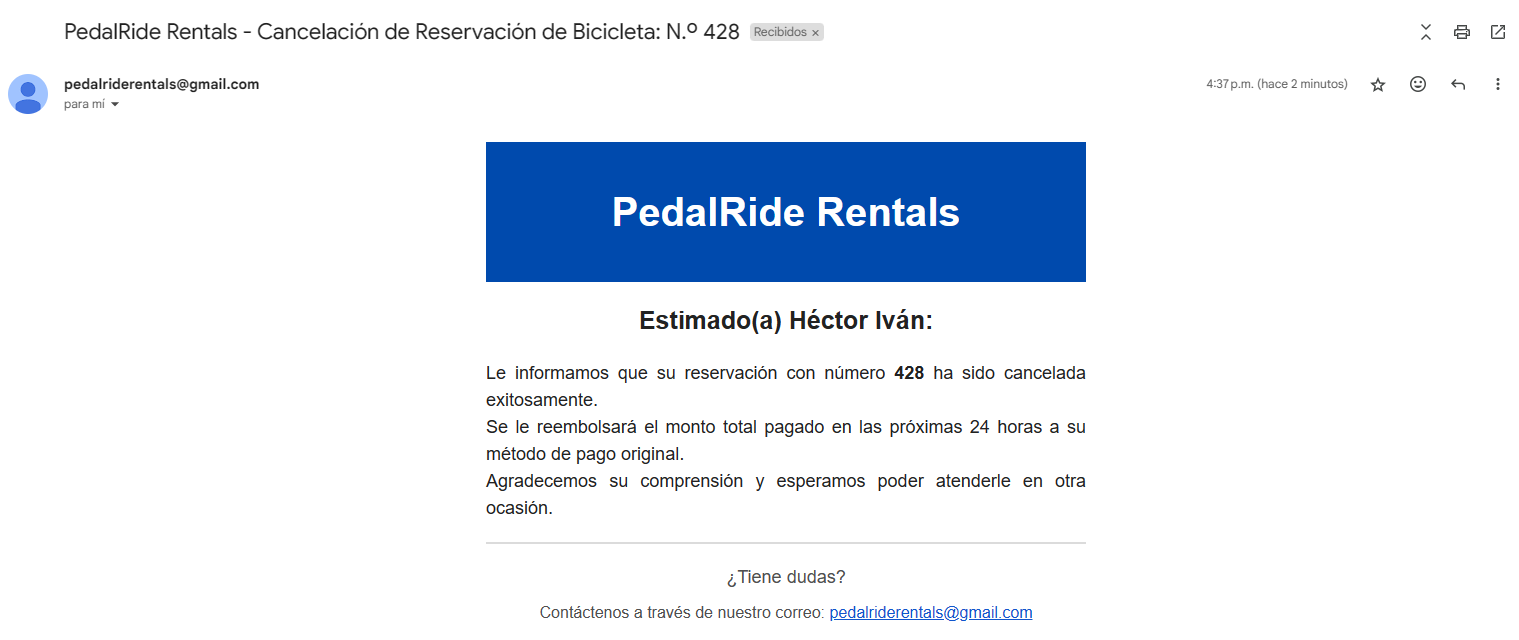 PedalRide Rentals - Cancelación de Reservación de Bicicleta: N.º 428 Recibidos ×
pedalriderentals@gmail.com 4:37 p.m. (hace 2 minutos)
para mí
PedalRide Rentals
Estimado(a) Héctor Iván:
Le informamos que su reservación con número 428 ha sido cancelada
exitosamente.
Se le reembolsará el monto total pagado en las próximas 24 horas a su
método de pago original.
Agradecemos su comprensión y esperamos poder atenderle en otra
ocasión.
¿Tiene dudas?
Contáctenos a través de nuestro correo: pedalriderentals@gmail.com